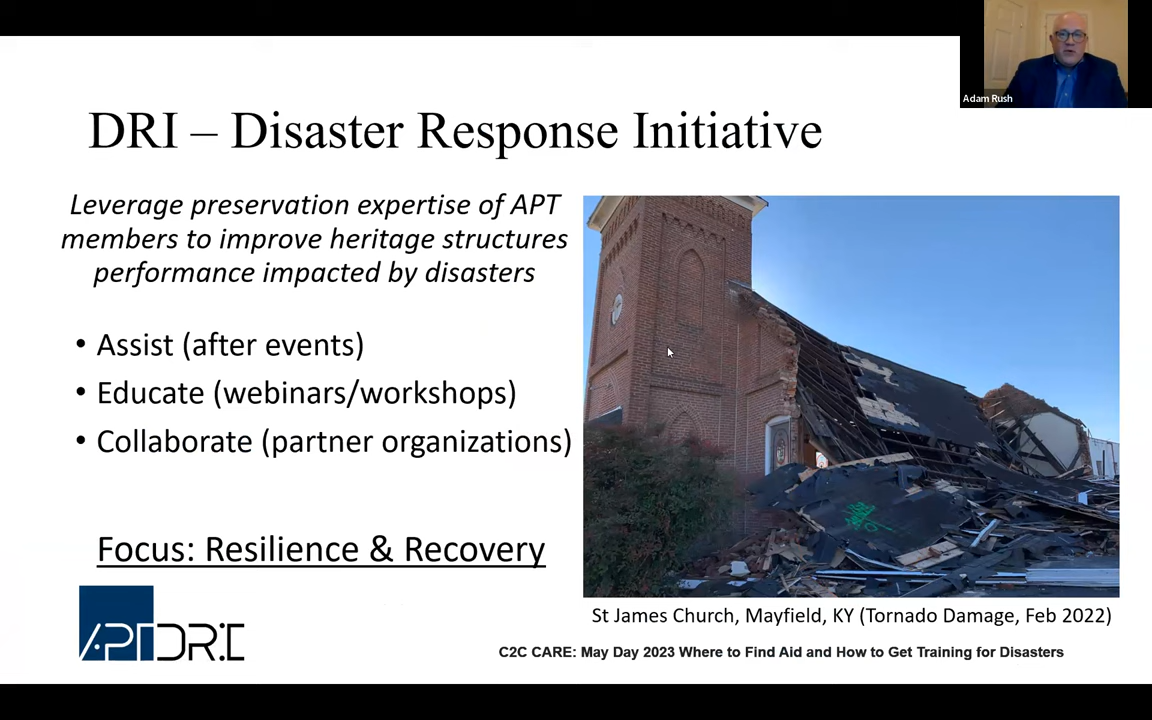 Adam Rush
DRI – Disaster Response Initiative
Leverage preservation expertise of APT
members to improve heritage structures
performance impacted by disasters
• Assist (after events)
• Educate (webinars/workshops)
• Collaborate (partner organizations)
Focus: Resilience & Recovery
APTDRI
St James Church, Mayfield, KY (Tornado Damage, Feb 2022)
C2C CARE: May Day 2023 Where to Find Aid and How to Get Training for Disasters